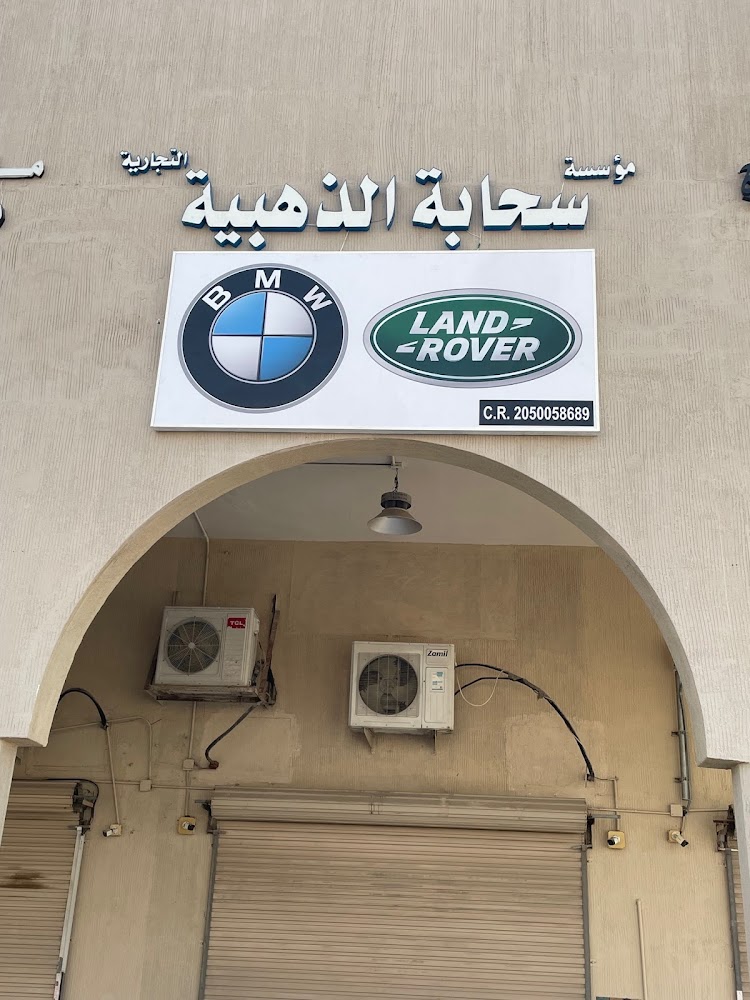 مؤسسة سحابة الذهبية التجارية
BMW
LAND
ROVER
C.R. 2050058689
TCL
Zamil